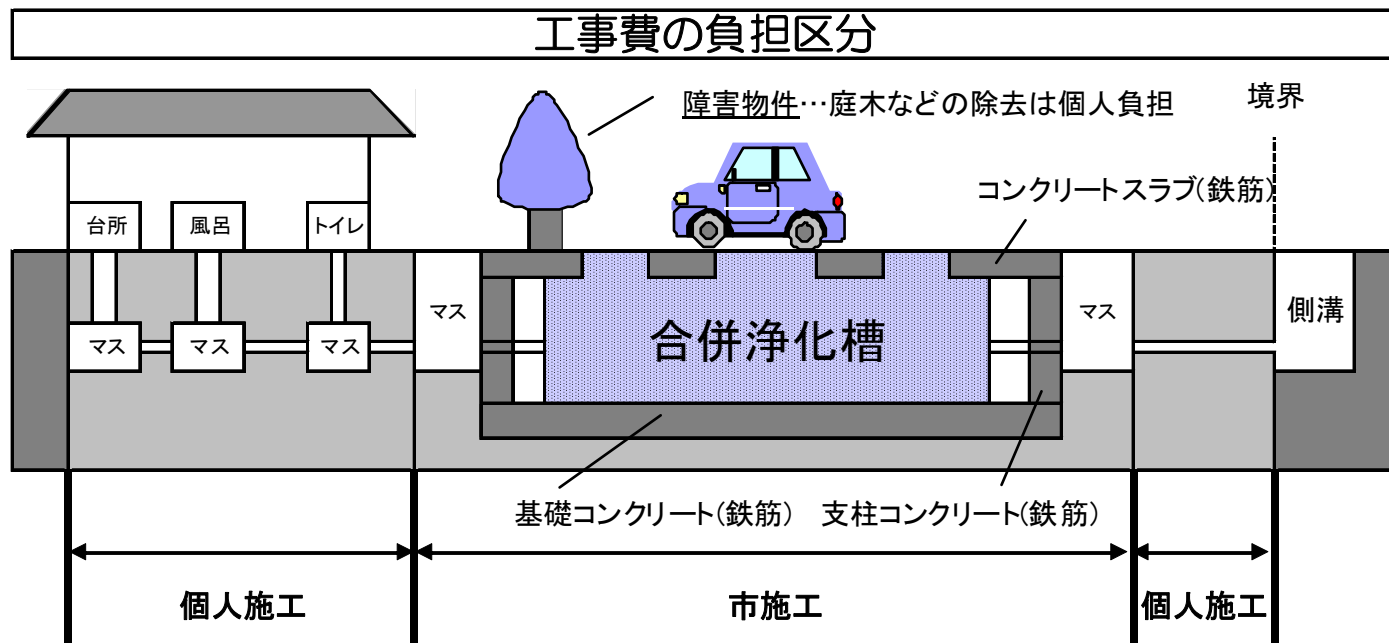 工事費の負担区分
障害物件…庭木などの除去は個人負担
境界
コンクリートスラブ(鉄筋)
台所
風呂
トイレ
マス
マス
マス
マス
合併浄化槽
マス
側溝
基礎コンクリート(鉄筋)
支柱コンクリート(鉄筋)
個人施工
市施工
個人施工